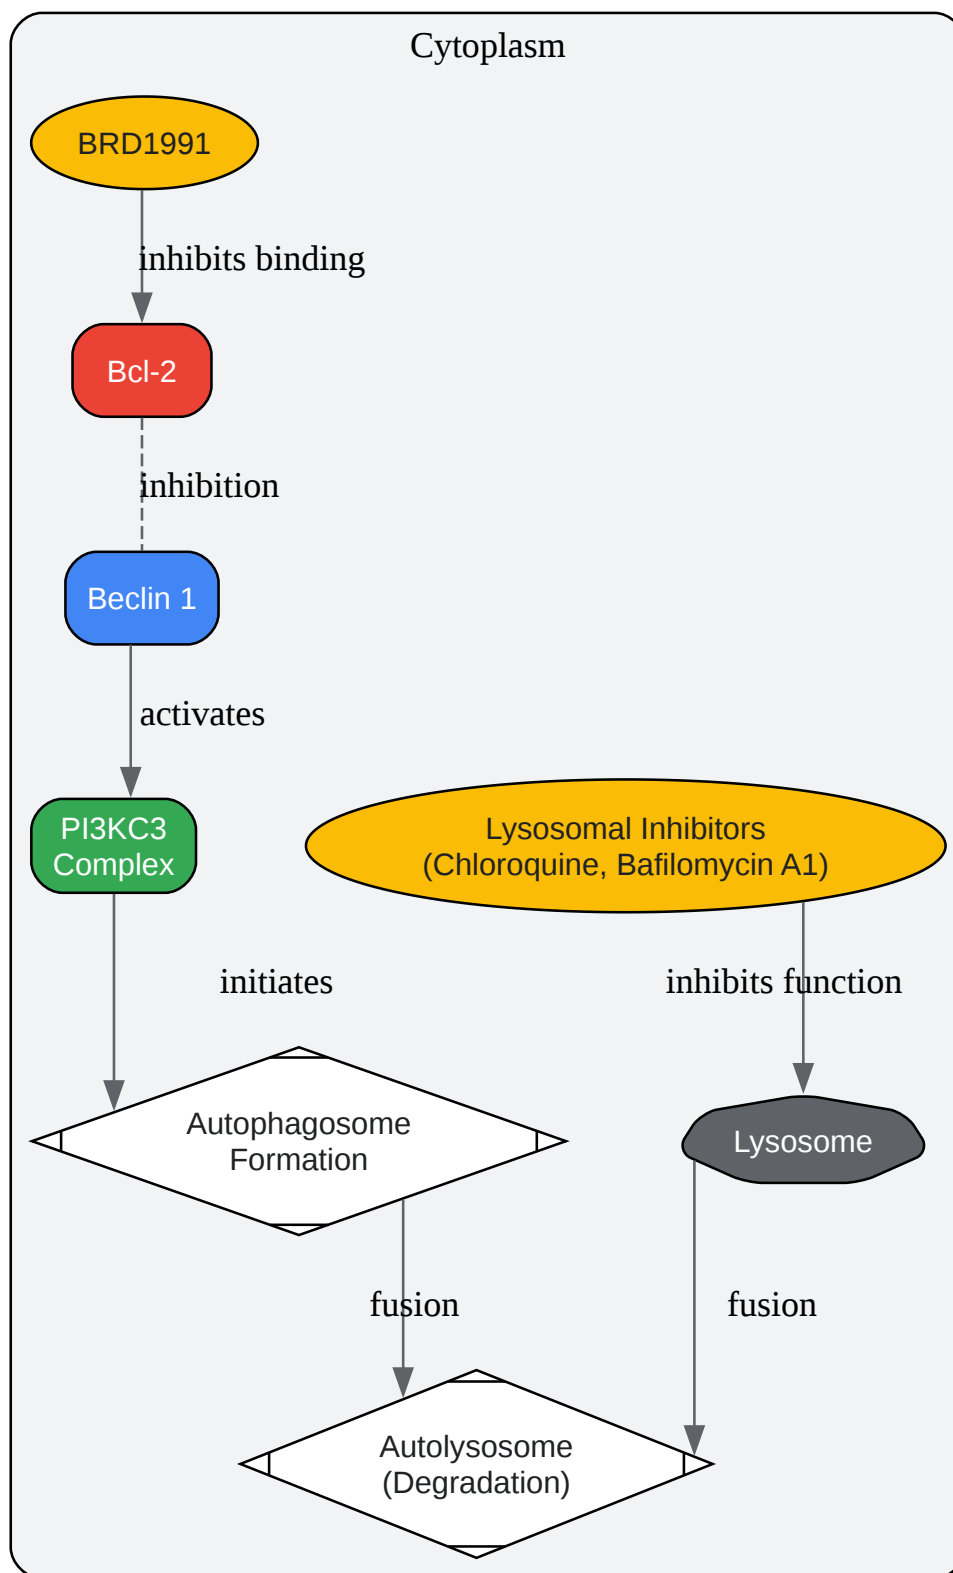 Cytoplasm
BRD1991
inhibits binding
Bcl-2
inhibition
Beclin 1
activates
PI3KC3
Complex
Lysosomal Inhibitors
(Chloroquine, Bafilomycin A1)
initiates
inhibits function
Autophagosome
Formation
Lysosome
fusion
fusion
Autolysosome
(Degradation)